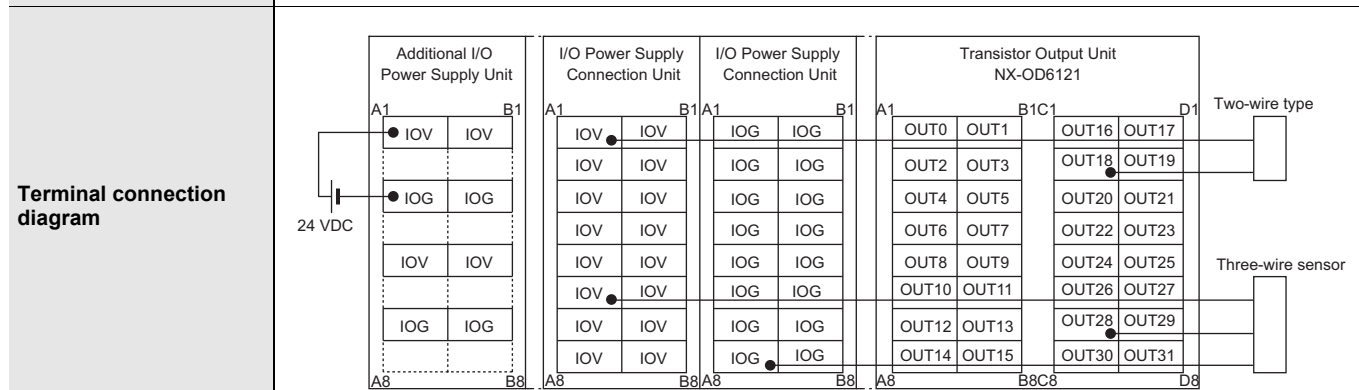 Terminal connection
diagram
24 VDC
Additional I/O
Power Supply Unit
A1 B1
IOV IOV
IOG IOG
IOV IOV
IOG IOG
A8 B8
I/O Power Supply
Connection Unit
A1 B1
IOV IOV
IOV IOV
IOV IOV
IOV IOV
IOV IOV
IOV IOV
IOV IOV
IOV IOV
A8 B8
I/O Power Supply
Connection Unit
A1 B1
IOG IOG
IOG IOG
IOG IOG
IOG IOG
IOG IOG
IOG IOG
IOG IOG
IOG IOG
A8 B8
Transistor Output Unit
NX-OD6121
A1 B1C1 D1
OUT0 OUT1 OUT16 OUT17
OUT2 OUT3 OUT18 OUT19
OUT4 OUT5 OUT20 OUT21
OUT6 OUT7 OUT22 OUT23
OUT8 OUT9 OUT24 OUT25
OUT10 OUT11 OUT26 OUT27
OUT12 OUT13 OUT28 OUT29
OUT14 OUT15 OUT30 OUT31
A8 B8C8 D8
Two-wire type
Three-wire sensor